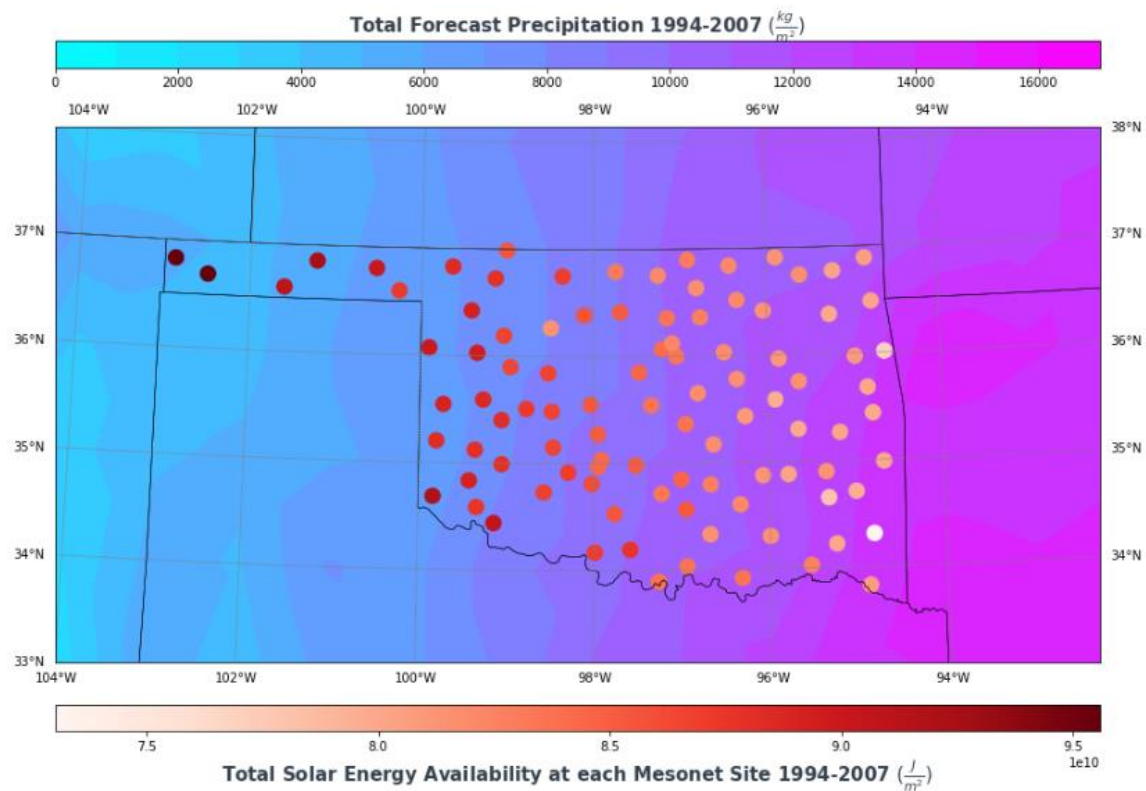 Total Forecast Precipitation 1994-2007 (kg/m²)
0 2000 4000 6000 8000 10000 12000 14000 16000
104°W 102°W 100°W 98°W 96°W 94°W
38°N
37°N 37°N
36°N 36°N
35°N 35°N
34°N 34°N
33°N 33°N
104°W 102°W 100°W 98°W 96°W 94°W
7.5 8.0 8.5 9.0 9.5
1e10
Total Solar Energy Availability at each Mesonet Site 1994-2007 (J/m²)